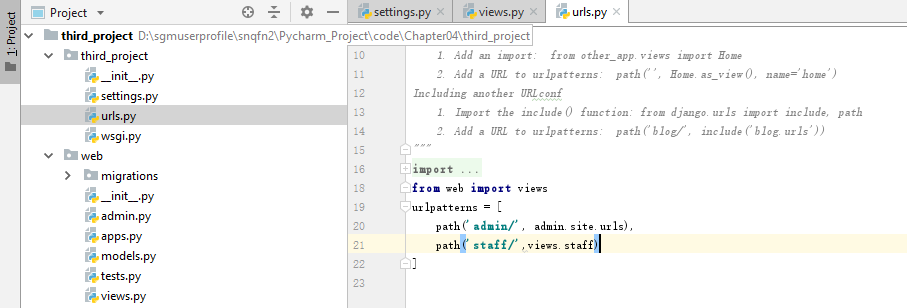 1: Project
Project
settings.py
views.py
urls.py
third_project D:\sgmuserprofile\snqfn2\Pycharm_Project\code\Chapter04\third_project
third_project
__init__.py
settings.py
urls.py
wsgi.py
web
migrations
__init__.py
admin.py
apps.py
models.py
tests.py
views.py
10 1. Add an import: from other_app.views import Home
11 2. Add a URL to urlpatterns: path('', Home.as_view(), name='home')
12 Including another URLconf
13 1. Import the include() function: from django.urls import include, path
14 2. Add a URL to urlpatterns: path('blog/', include('blog.urls'))
15 """
16 import ...
18 from web import views
19 urlpatterns = [
20 path('admin/', admin.site.urls),
21 path('staff/',views.staff)
22 ]
23